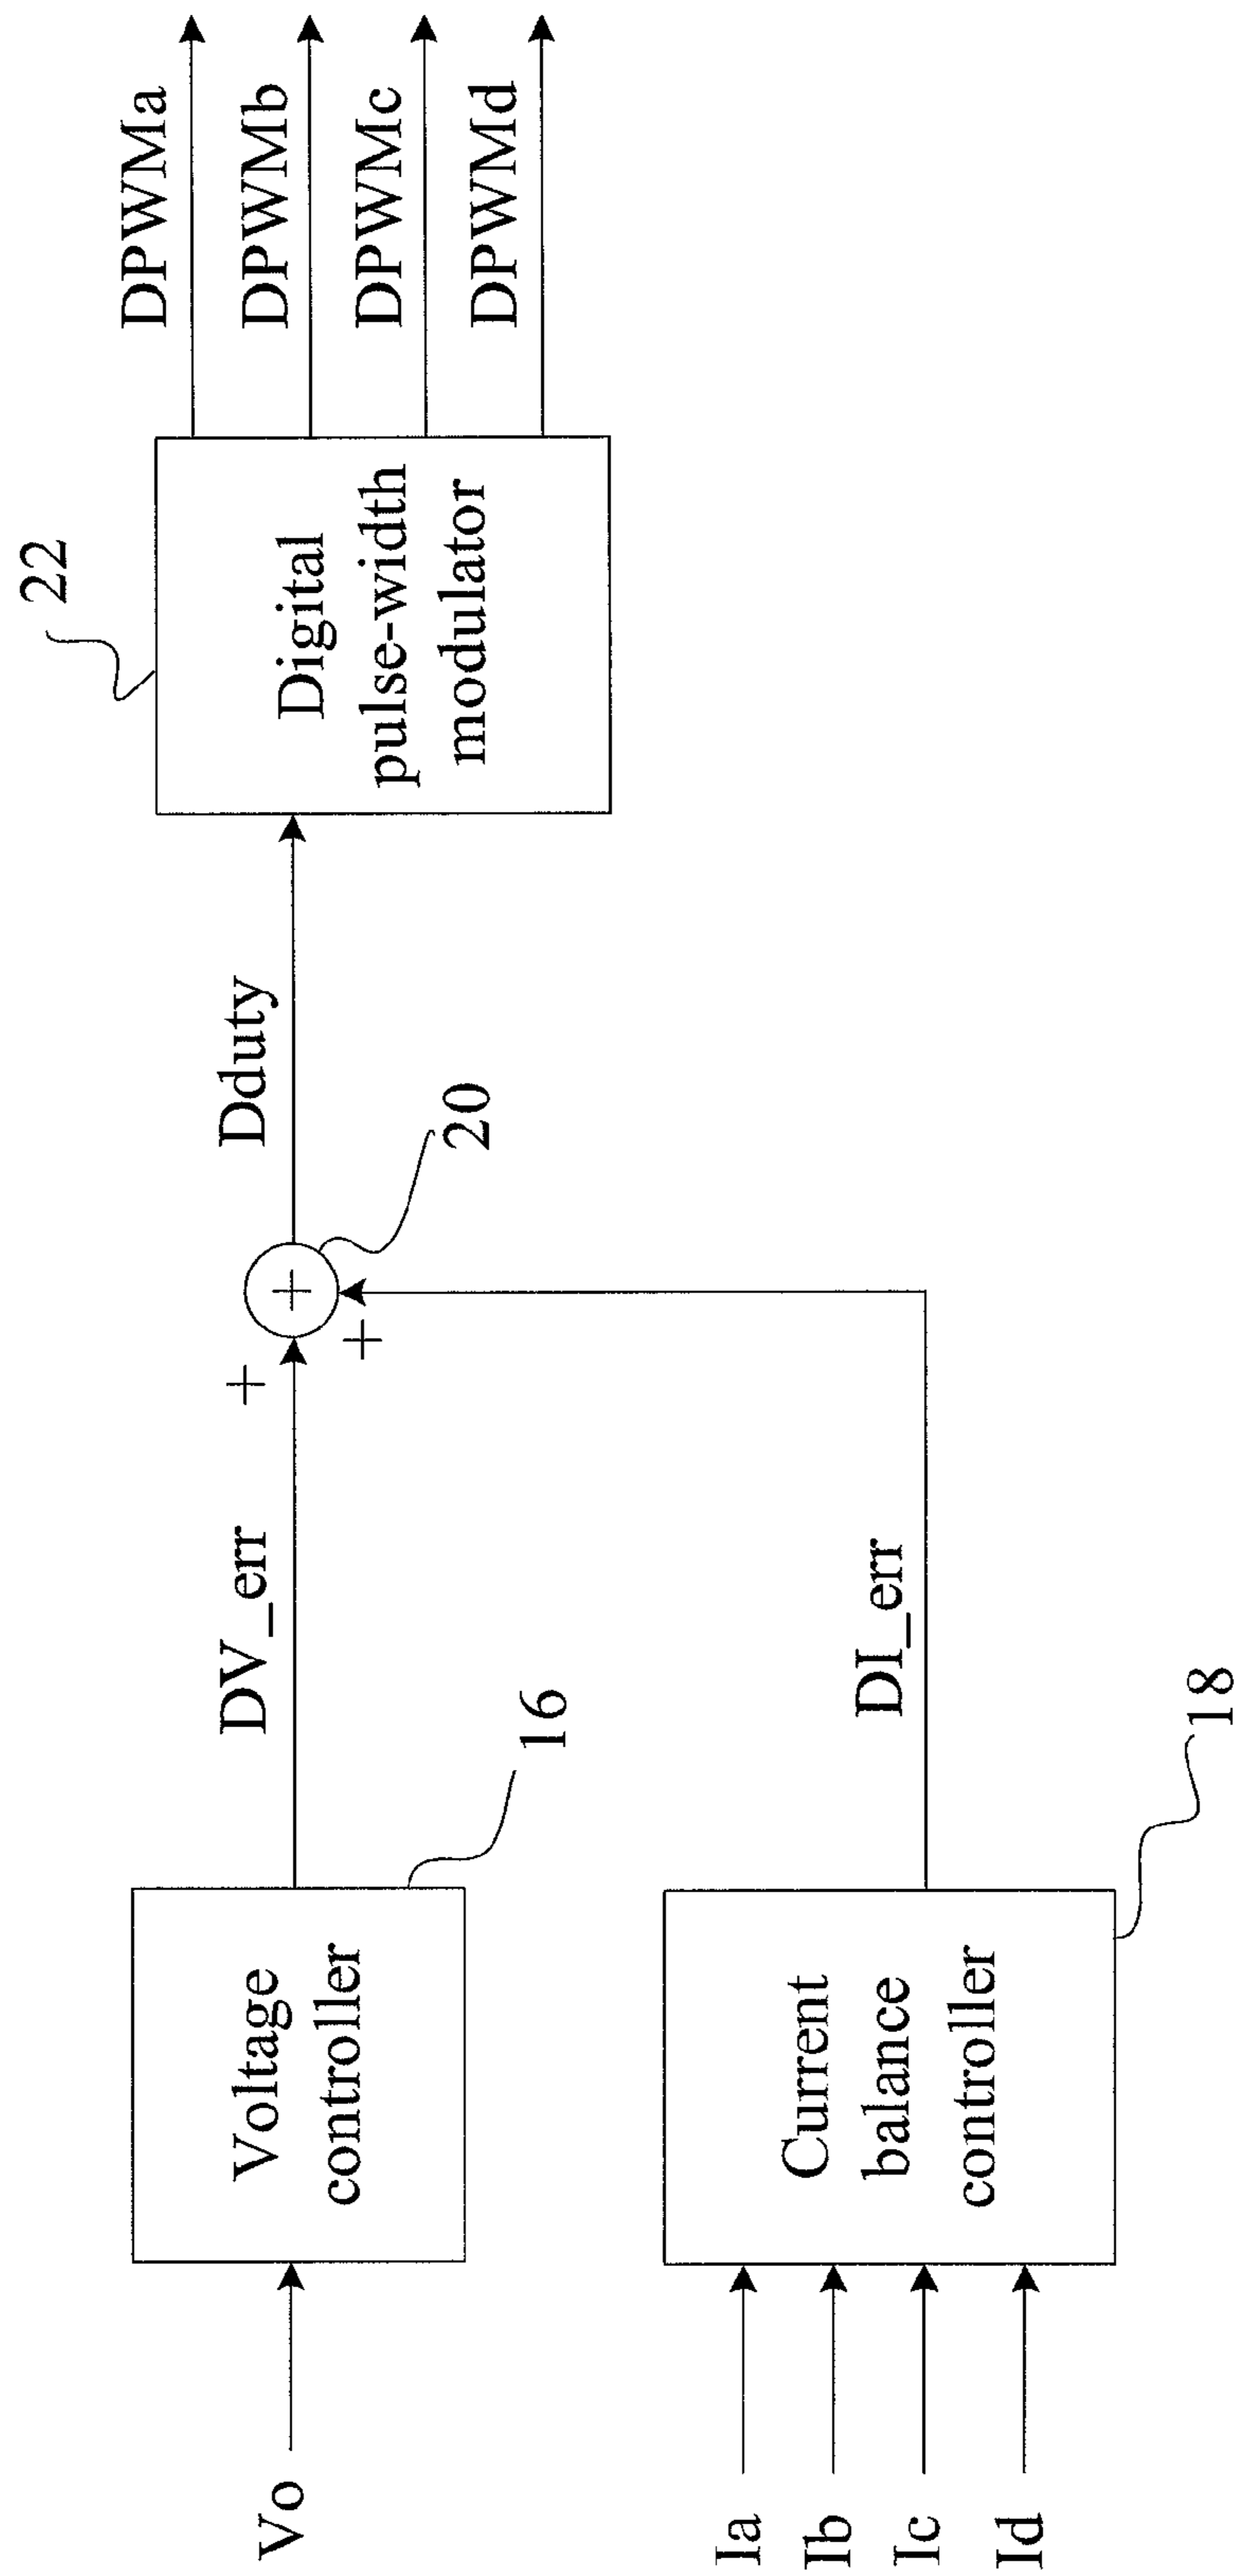 Vo
Voltage
controller
16
DV_err
+
+
+
20
Dduty
Digital
pulse-width
modulator
22
DPWMa
DPWMb
DPWMc
DPWMd
Ia
Ib
Ic
Id
Current
balance
controller
18
DI_err